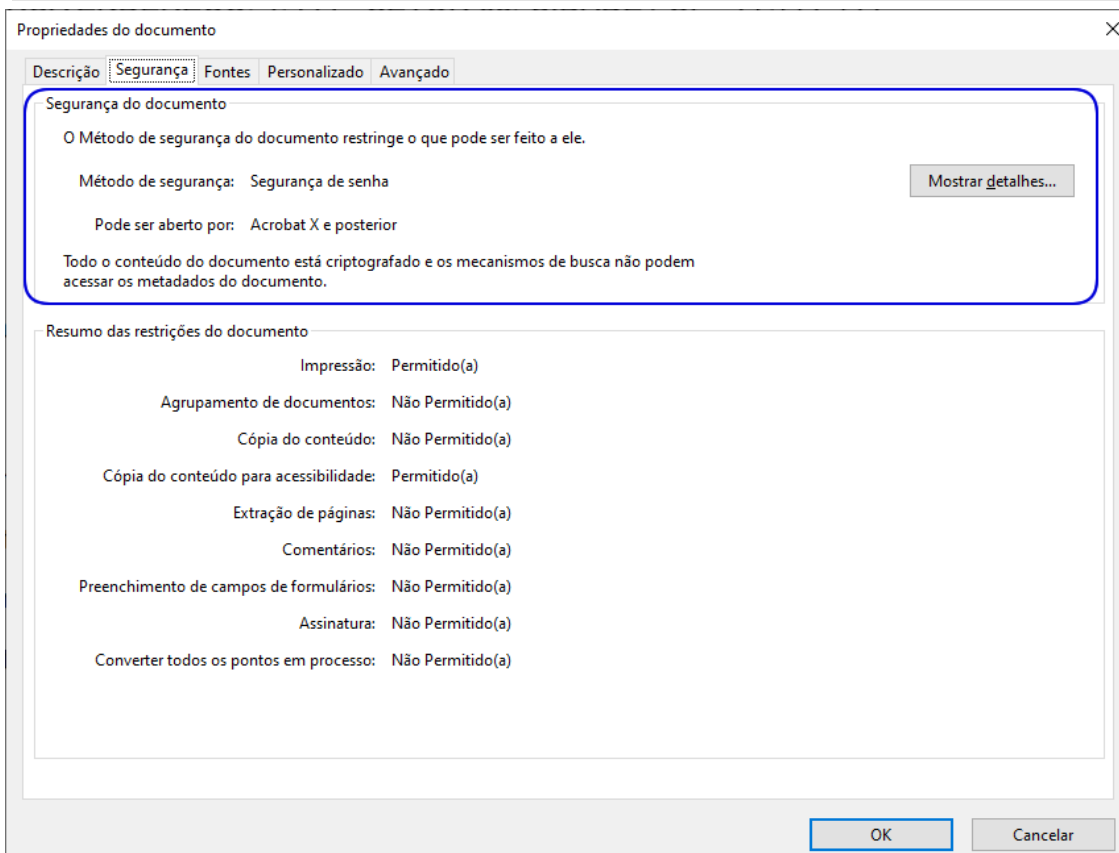 Propriedades do documento
Descrição Segurança Fontes Personalizado Avançado
Segurança do documento
O Método de segurança do documento restringe o que pode ser feito a ele.
Método de segurança: Segurança de senha
Mostrar detalhes...
Pode ser aberto por: Acrobat X e posterior
Todo o conteúdo do documento está criptografado e os mecanismos de busca não podem
acessar os metadados do documento.
Resumo das restrições do documento
Impressão: Permitido(a)
Agrupamento de documentos: Não Permitido(a)
Cópia do conteúdo: Não Permitido(a)
Cópia do conteúdo para acessibilidade: Permitido(a)
Extração de páginas: Não Permitido(a)
Comentários: Não Permitido(a)
Preenchimento de campos de formulários: Não Permitido(a)
Assinatura: Não Permitido(a)
Converter todos os pontos em processo: Não Permitido(a)
OK Cancelar